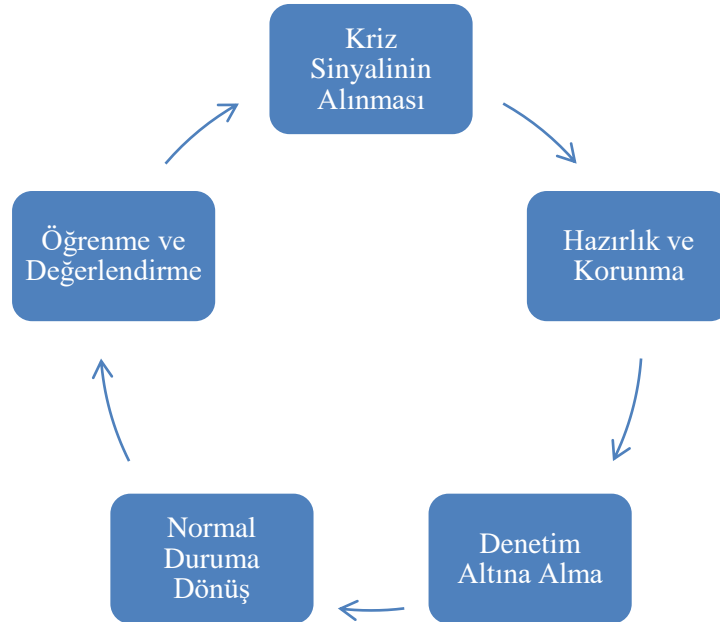 Kriz
Sinyalinin
Alınması
Hazırlık ve
Korunma
Denetim
Altına Alma
Normal
Duruma
Dönüş
Öğrenme ve
Değerlendirme